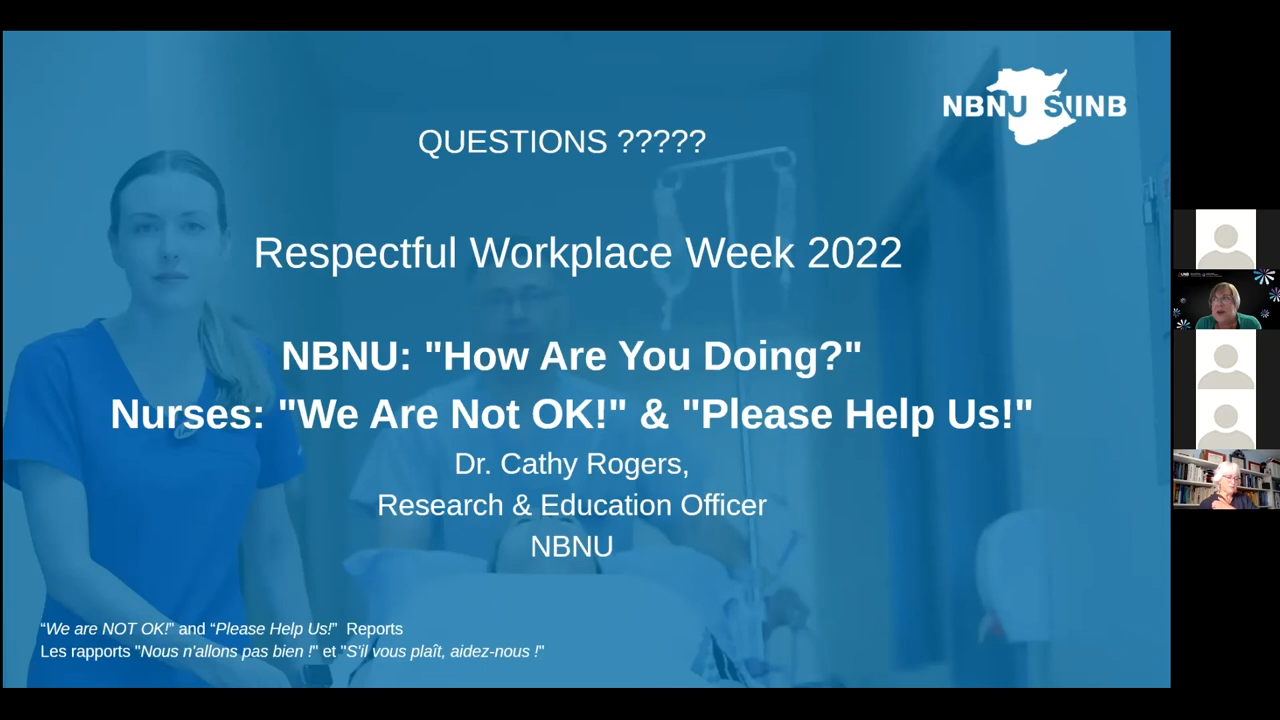 NBNU SIINB
QUESTIONS ?????
Respectful Workplace Week 2022
NBNU: "How Are You Doing?"
Nurses: "We Are Not OK!" & "Please Help Us!"
Dr. Cathy Rogers,
Research & Education Officer
NBNU
“We are NOT OK!” and “Please Help Us!” Reports
Les rapports "Nous n'allons pas bien !" et "S'il vous plaît, aidez-nous !"